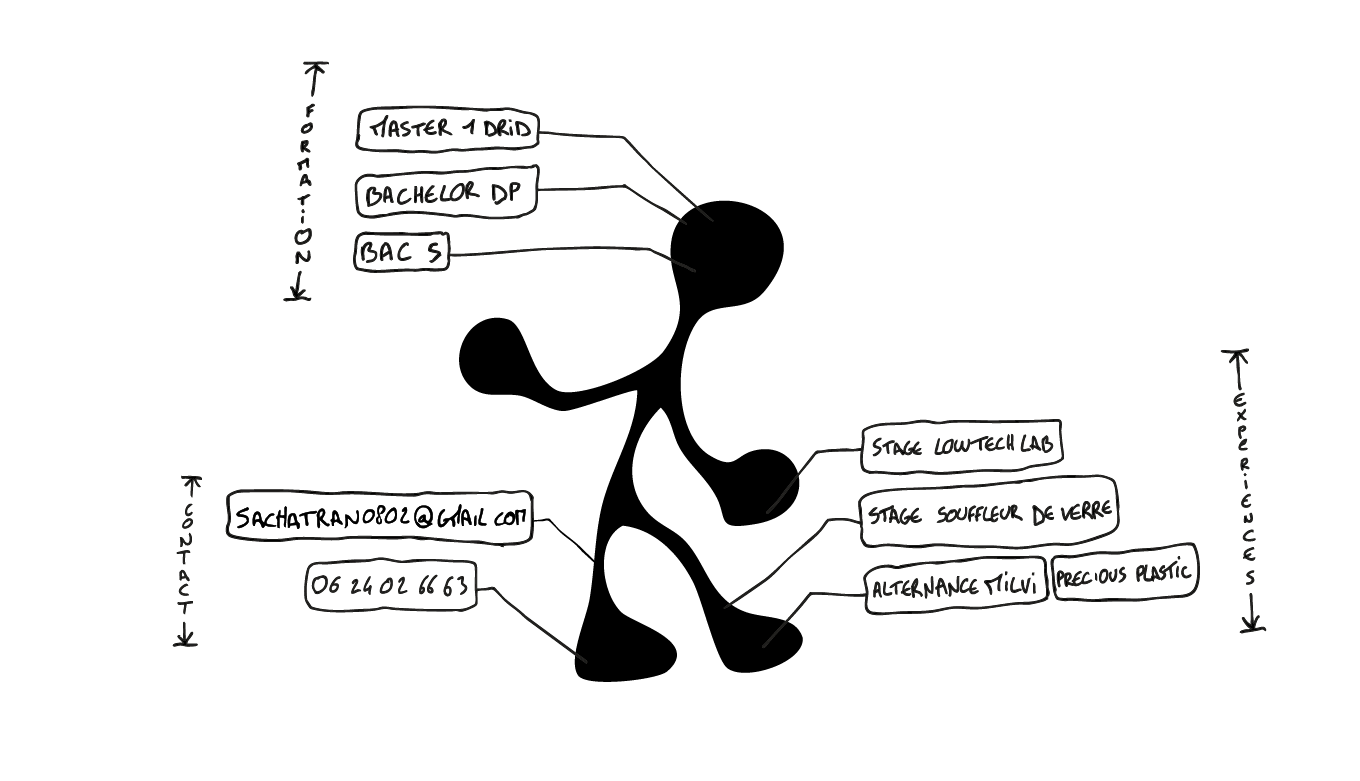 FORMATION
MASTER 1 DRID
BACHELOR DP
BAC S
EXPERIENCES
STAGE LOWTECH LAB
STAGE SOUFFLEUR DE VERRE
ALTERNANCE MILVI
PRECIOUS PLASTIC
CONTACT
SACHATRAN0802@GMAIL COM
06 24 02 66 63